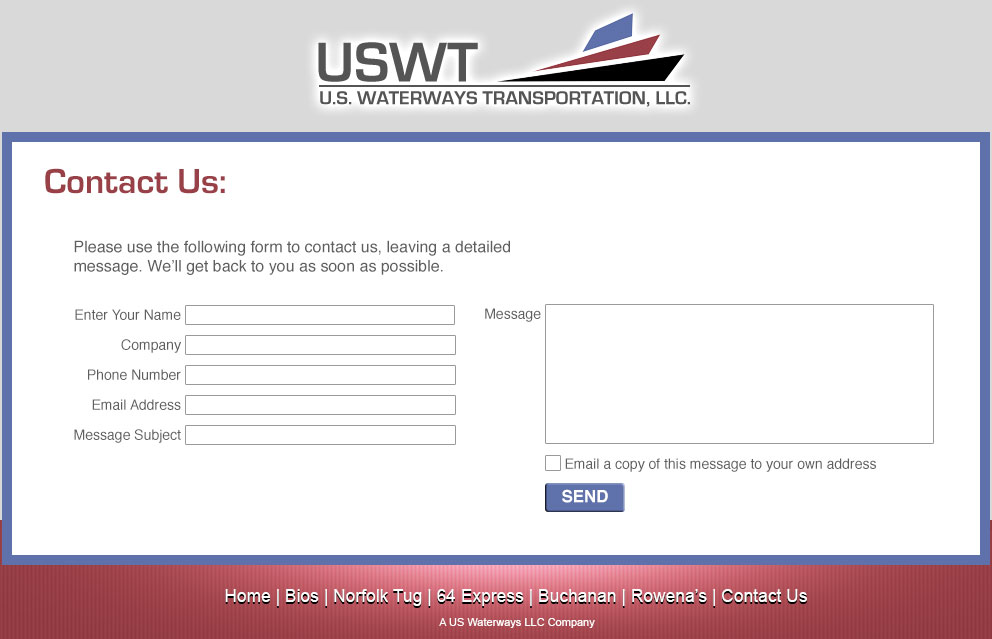 USWT
U.S. WATERWAYS TRANSPORTATION, LLC.
Contact Us:
Please use the following form to contact us, leaving a detailed
message. We'll get back to you as soon as possible.
Enter Your Name
Company
Phone Number
Email Address
Message Subject
Message
Email a copy of this message to your own address
SEND
Home | Bios | Norfolk Tug | 64 Express | Buchanan | Rowena's | Contact Us
A US Waterways LLC Company